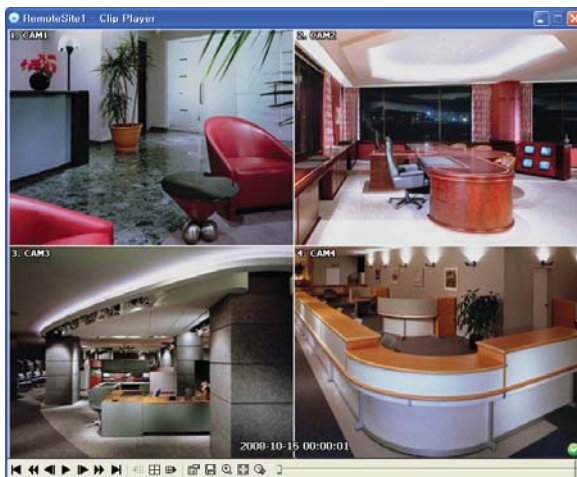 RemoteSite1 - Clip Player
1. CAM1
2. CAM2
3. CAM3
4. CAM4
2008-10-15 00:00:01